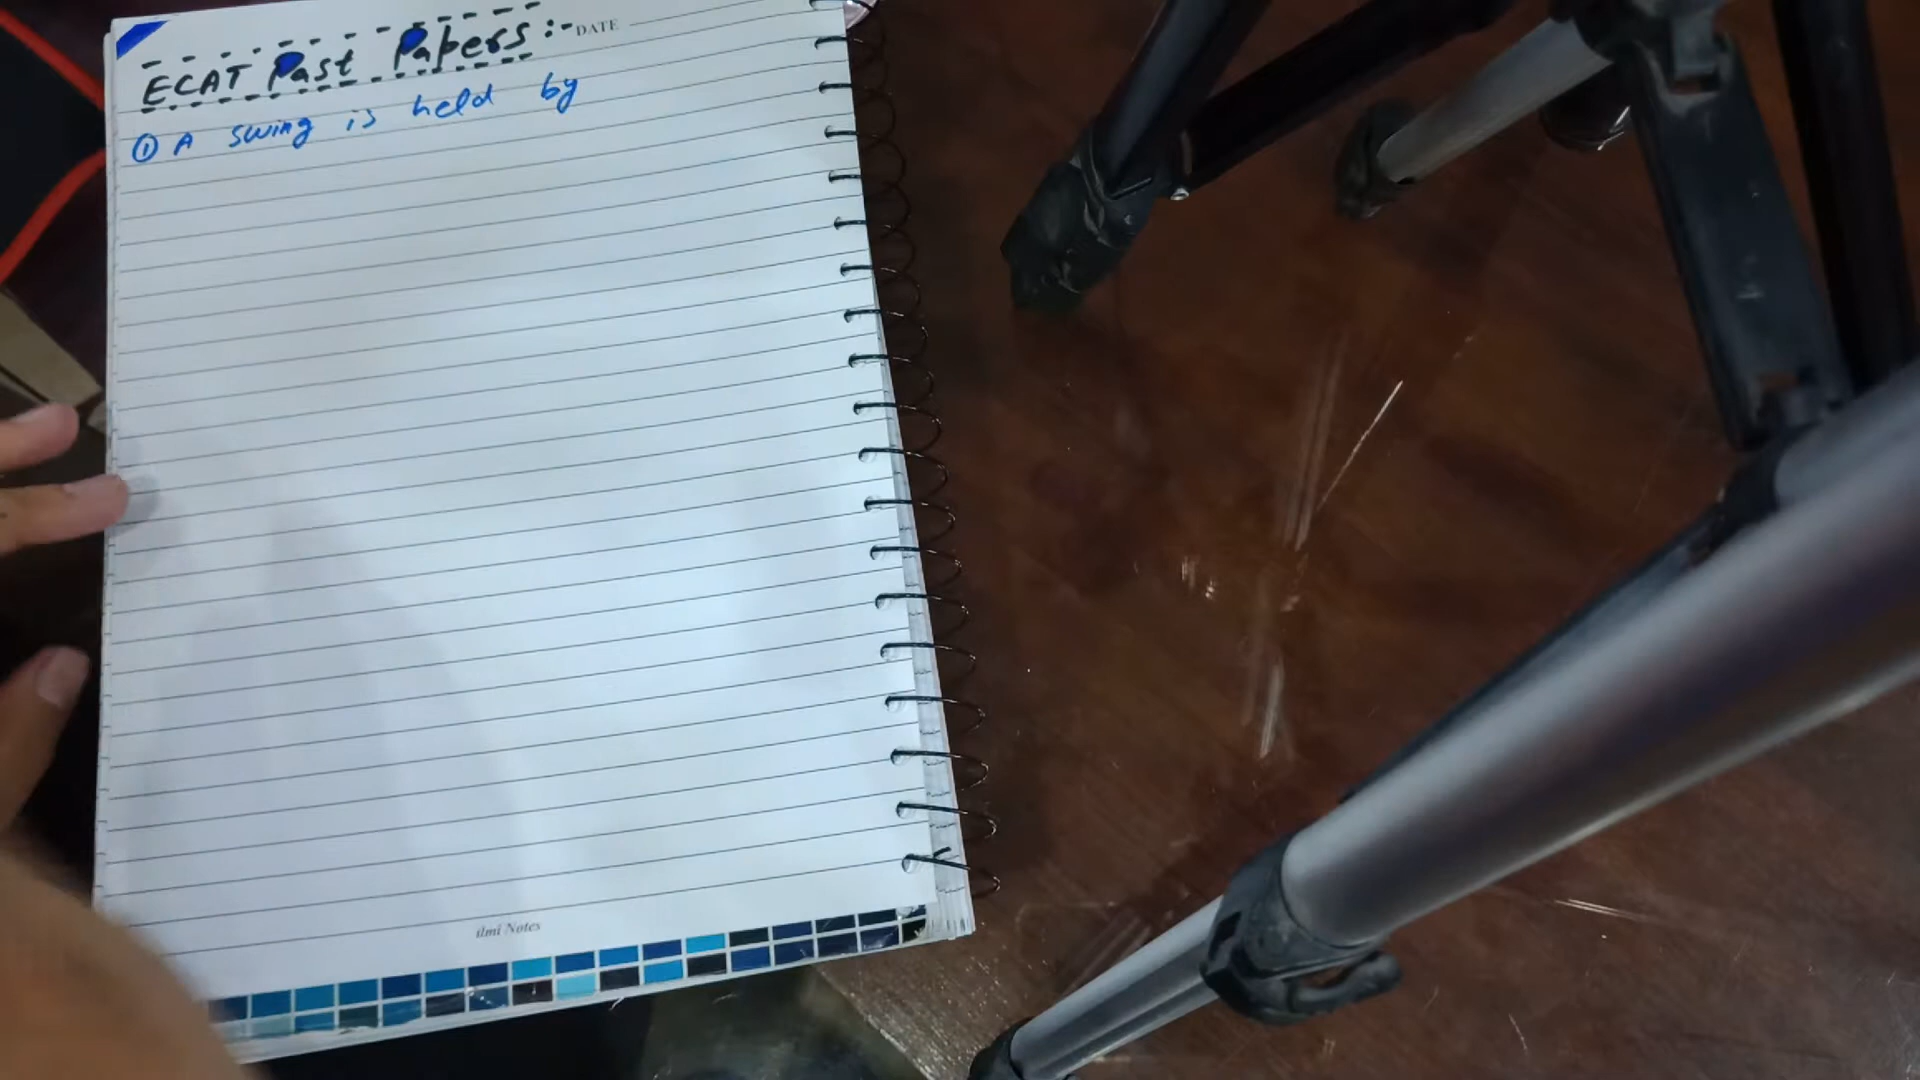 ECAT Past Papers :-
DATE
① A swing is held by
ilmi Notes